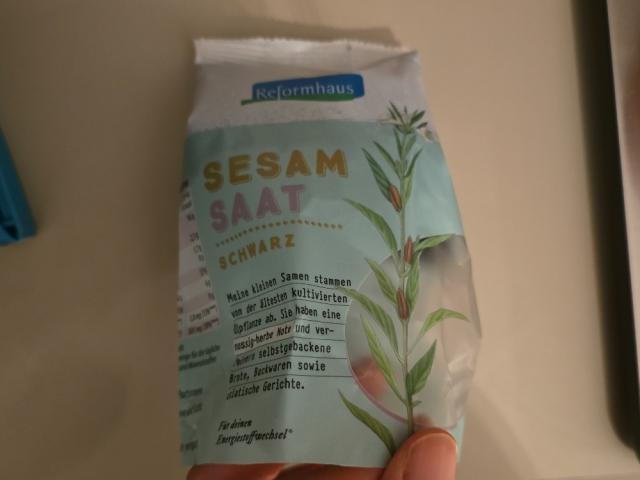 Reformhaus
SESAM
SAAT
SCHWARZ
Meine kleinen Samen stammen
von der ältesten kultivierten
Ölpflanze ab. Sie haben eine
nussig-herbe Note und ver-
feinern selbstgebackene
Brote, Backwaren sowie
asiatische Gerichte.
Für deinen
Energiestoffwechsel*